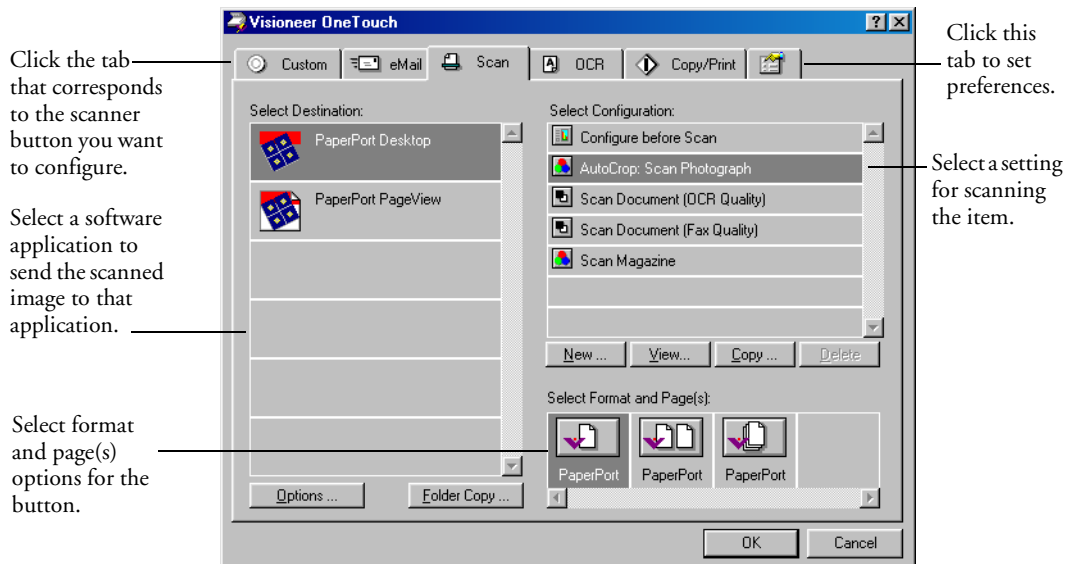 Visioneer OneTouch
Click the tab
that corresponds
to the scanner
button you want
to configure.
Click this
tab to set
preferences.
Custom
eMail
Scan
OCR
Copy/Print
Select Destination:
PaperPort Desktop
PaperPort PageView
Select a software
application to
send the scanned
image to that
application.
Select Configuration:
Configure before Scan
AutoCrop: Scan Photograph
Scan Document (OCR Quality)
Scan Document (Fax Quality)
Scan Magazine
Select a setting
for scanning
the item.
New ...
View...
Copy ...
Delete
Select Format and Page(s):
PaperPort
PaperPort
PaperPort
Select format
and page(s)
options for the
button.
Options ...
Folder Copy ...
OK
Cancel